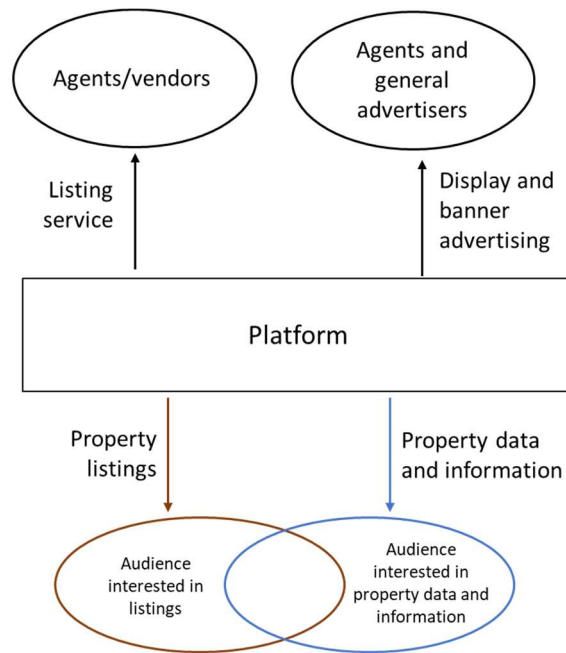 Agents/vendors
Agents and
general
advertisers
Listing
service
Display and
banner
advertising
Platform
Property
listings
Property data
and information
Audience
interested in
listings
Audience
interested in
property data and
information